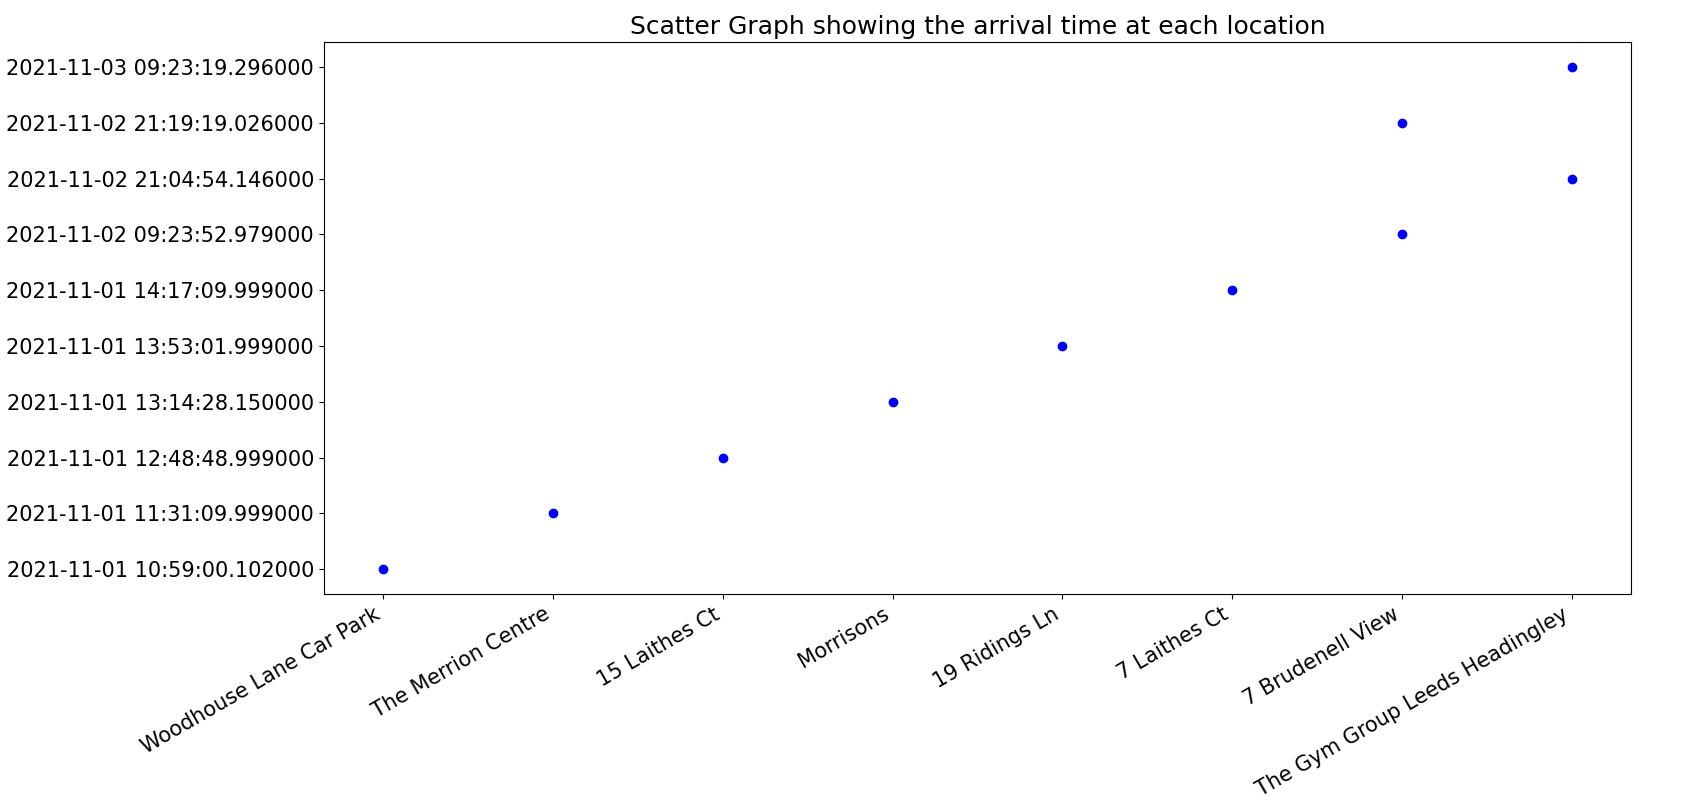 Scatter Graph showing the arrival time at each location
2021-11-03 09:23:19.296000
2021-11-02 21:19:19.026000
2021-11-02 21:04:54.146000
2021-11-02 09:23:52.979000
2021-11-01 14:17:09.999000
2021-11-01 13:53:01.999000
2021-11-01 13:14:28.150000
2021-11-01 12:48:48.999000
2021-11-01 11:31:09.999000
2021-11-01 10:59:00.102000
Woodhouse Lane Car Park
The Merrion Centre
15 Laithes Ct
Morrisons
19 Ridings Ln
7 Laithes Ct
7 Brudenell View
The Gym Group Leeds Headingley